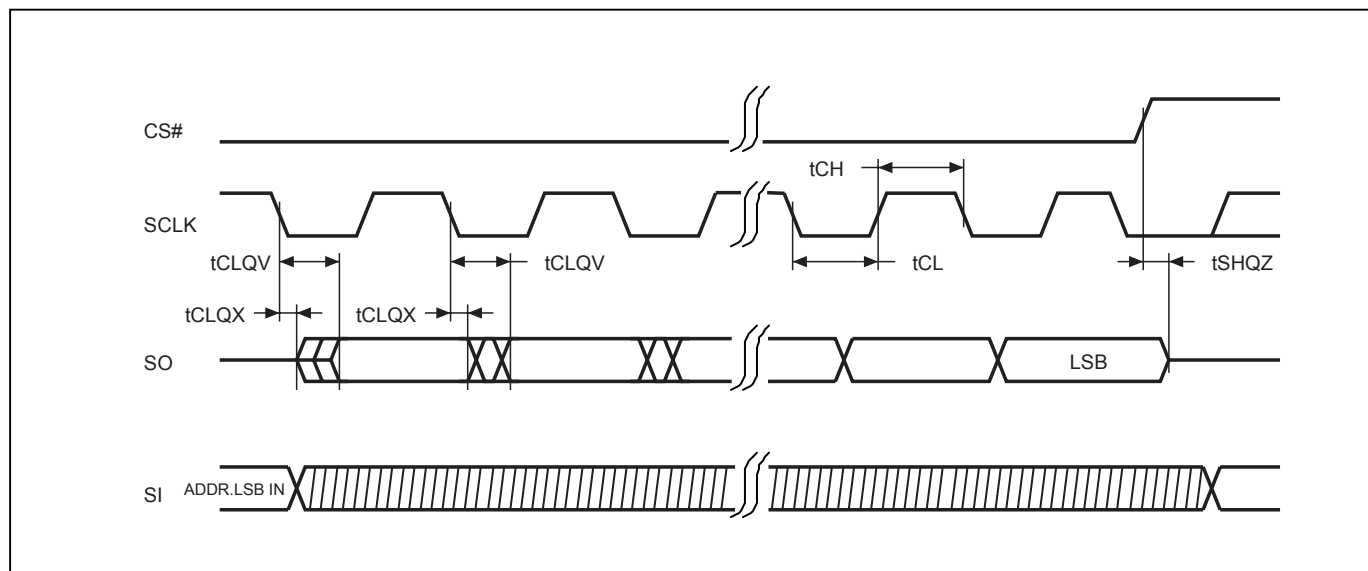 CS#
tCH
SCLK
tCLQV
tCLQV
tCL
tSHQZ
tCLQX
tCLQX
SO
LSB
SI
ADDR.LSB IN